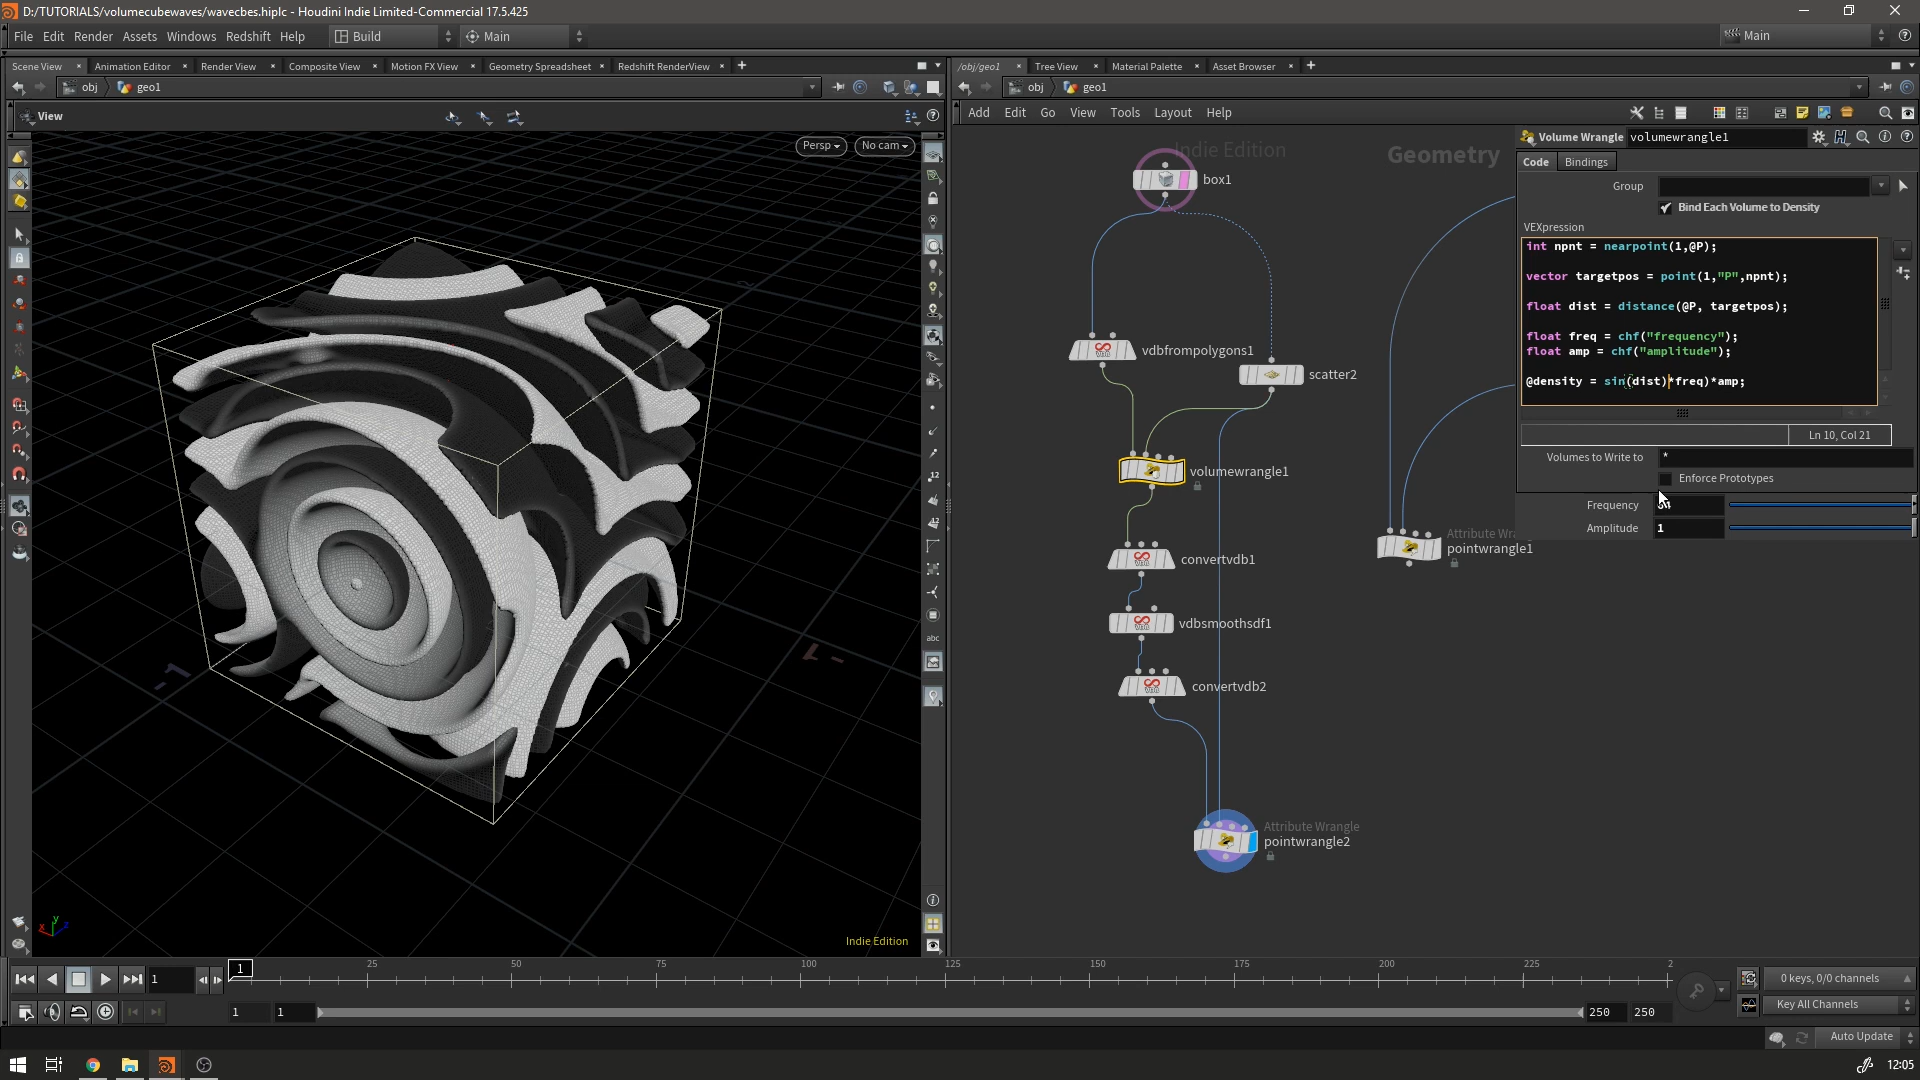 D:/TUTORIALS/volumecubewaves/wavecbes.hiplc - Houdini Indie Limited-Commercial 17.5.425
File Edit Render Assets Windows Redshift Help
Build
Main
Main
Scene View
Animation Editor
Render View
Composite View
Motion FX View
Geometry Spreadsheet
Redshift RenderView
/obj/geo1
Tree View
Material Palette
Asset Browser
obj
geo1
obj
geo1
View
Add Edit Go View Tools Layout Help
Persp
No cam
Indie Edition
Geometry
box1
vdbfrompolygons1
scatter2
volumewrangle1
convertvdb1
vdbsmoothsdf1
convertvdb2
Attribute Wr
pointwrangle1
Attribute Wrangle
pointwrangle2
Volume Wrangle
volumewrangle1
Code
Bindings
Group
Bind Each Volume to Density
VEXpression
int npnt = nearpoint(1,@P);
vector targetpos = point(1,"P",npnt);
float dist = distance(@P, targetpos);
float freq = chf("frequency");
float amp = chf("amplitude");
@density = sin(dist)*freq)*amp;
Ln 10, Col 21
Volumes to Write to
*
Enforce Prototypes
Frequency
Amplitude
1
abc
Indie Edition
x y z
1
1
25
50
75
100
125
150
175
200
225
2
1
1
250
250
0 keys, 0/0 channels
Key All Channels
Auto Update
12:05